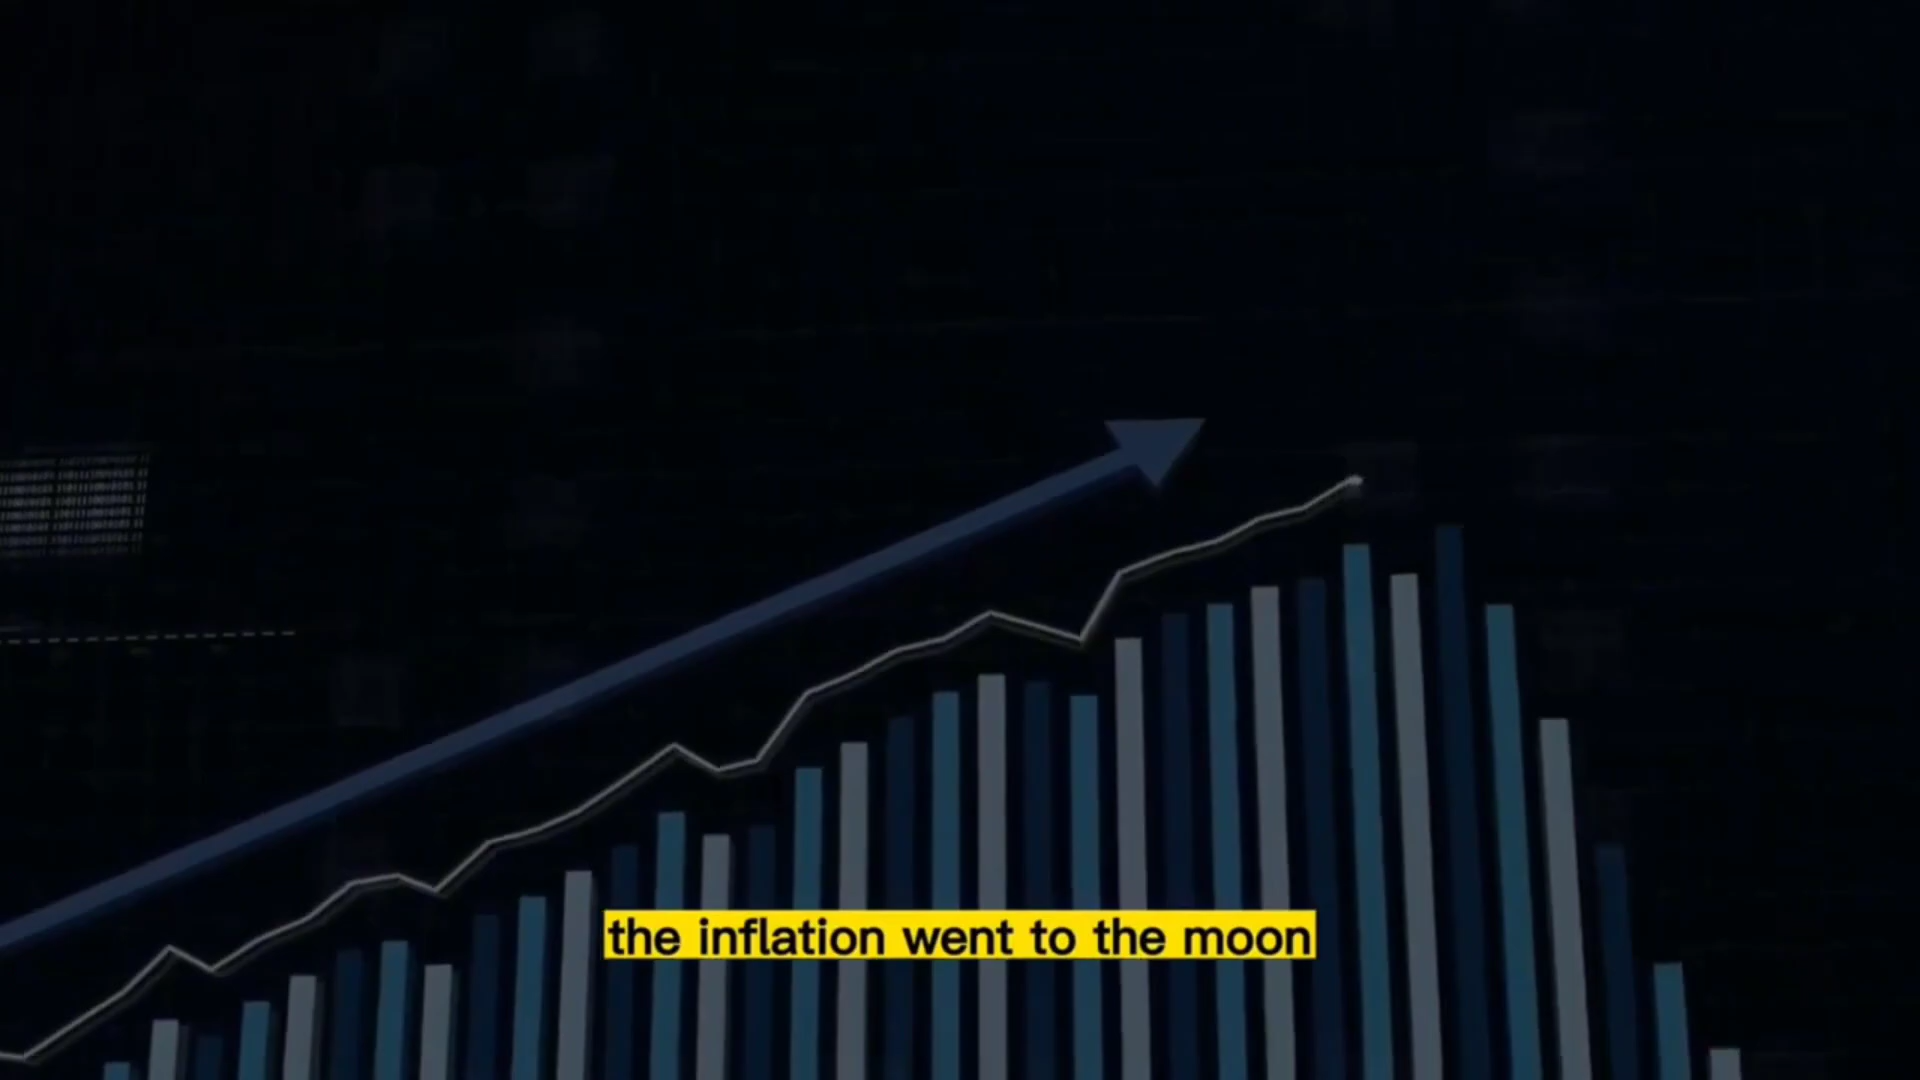 the inflation went to the moon